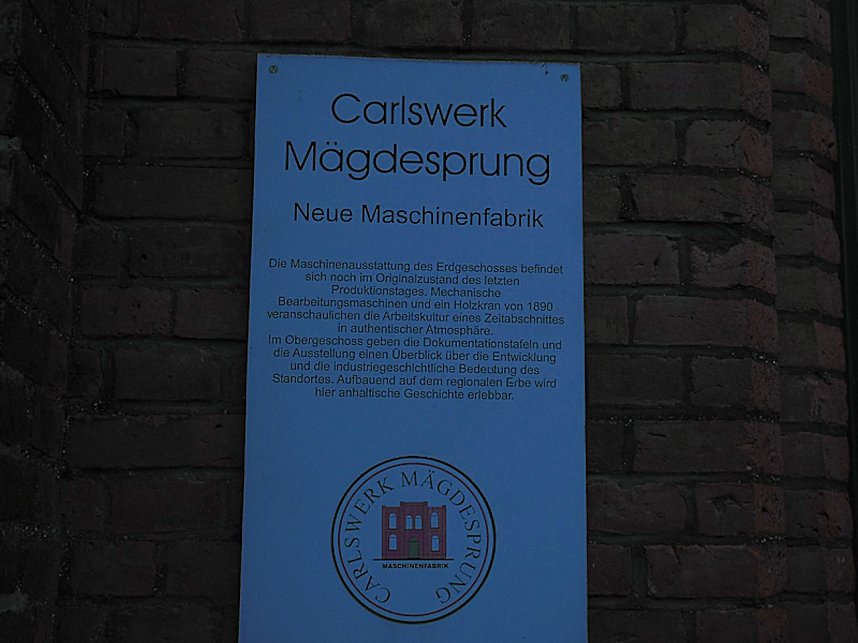 Carlswerk
Mägdesprung
Neue Maschinenfabrik
Die Maschinenausstattung des Erdgeschosses befindet
sich noch im Originalzustand des letzten
Produktionstages. Mechanische
Bearbeitungsmaschinen und ein Holzkran von 1890
veranschaulichen die Arbeitskultur eines Zeitabschnittes
in authentischer Atmosphäre.
Im Obergeschoss geben die Dokumentationstafeln und
die Ausstellung einen Überblick über die Entwicklung
und die industriegeschichtliche Bedeutung des
Standortes. Aufbauend auf dem regionalen Erbe wird
hier anhaltische Geschichte erlebbar.
CARLSWERK MÄGDESPRUNG
MASCHINENFABRIK